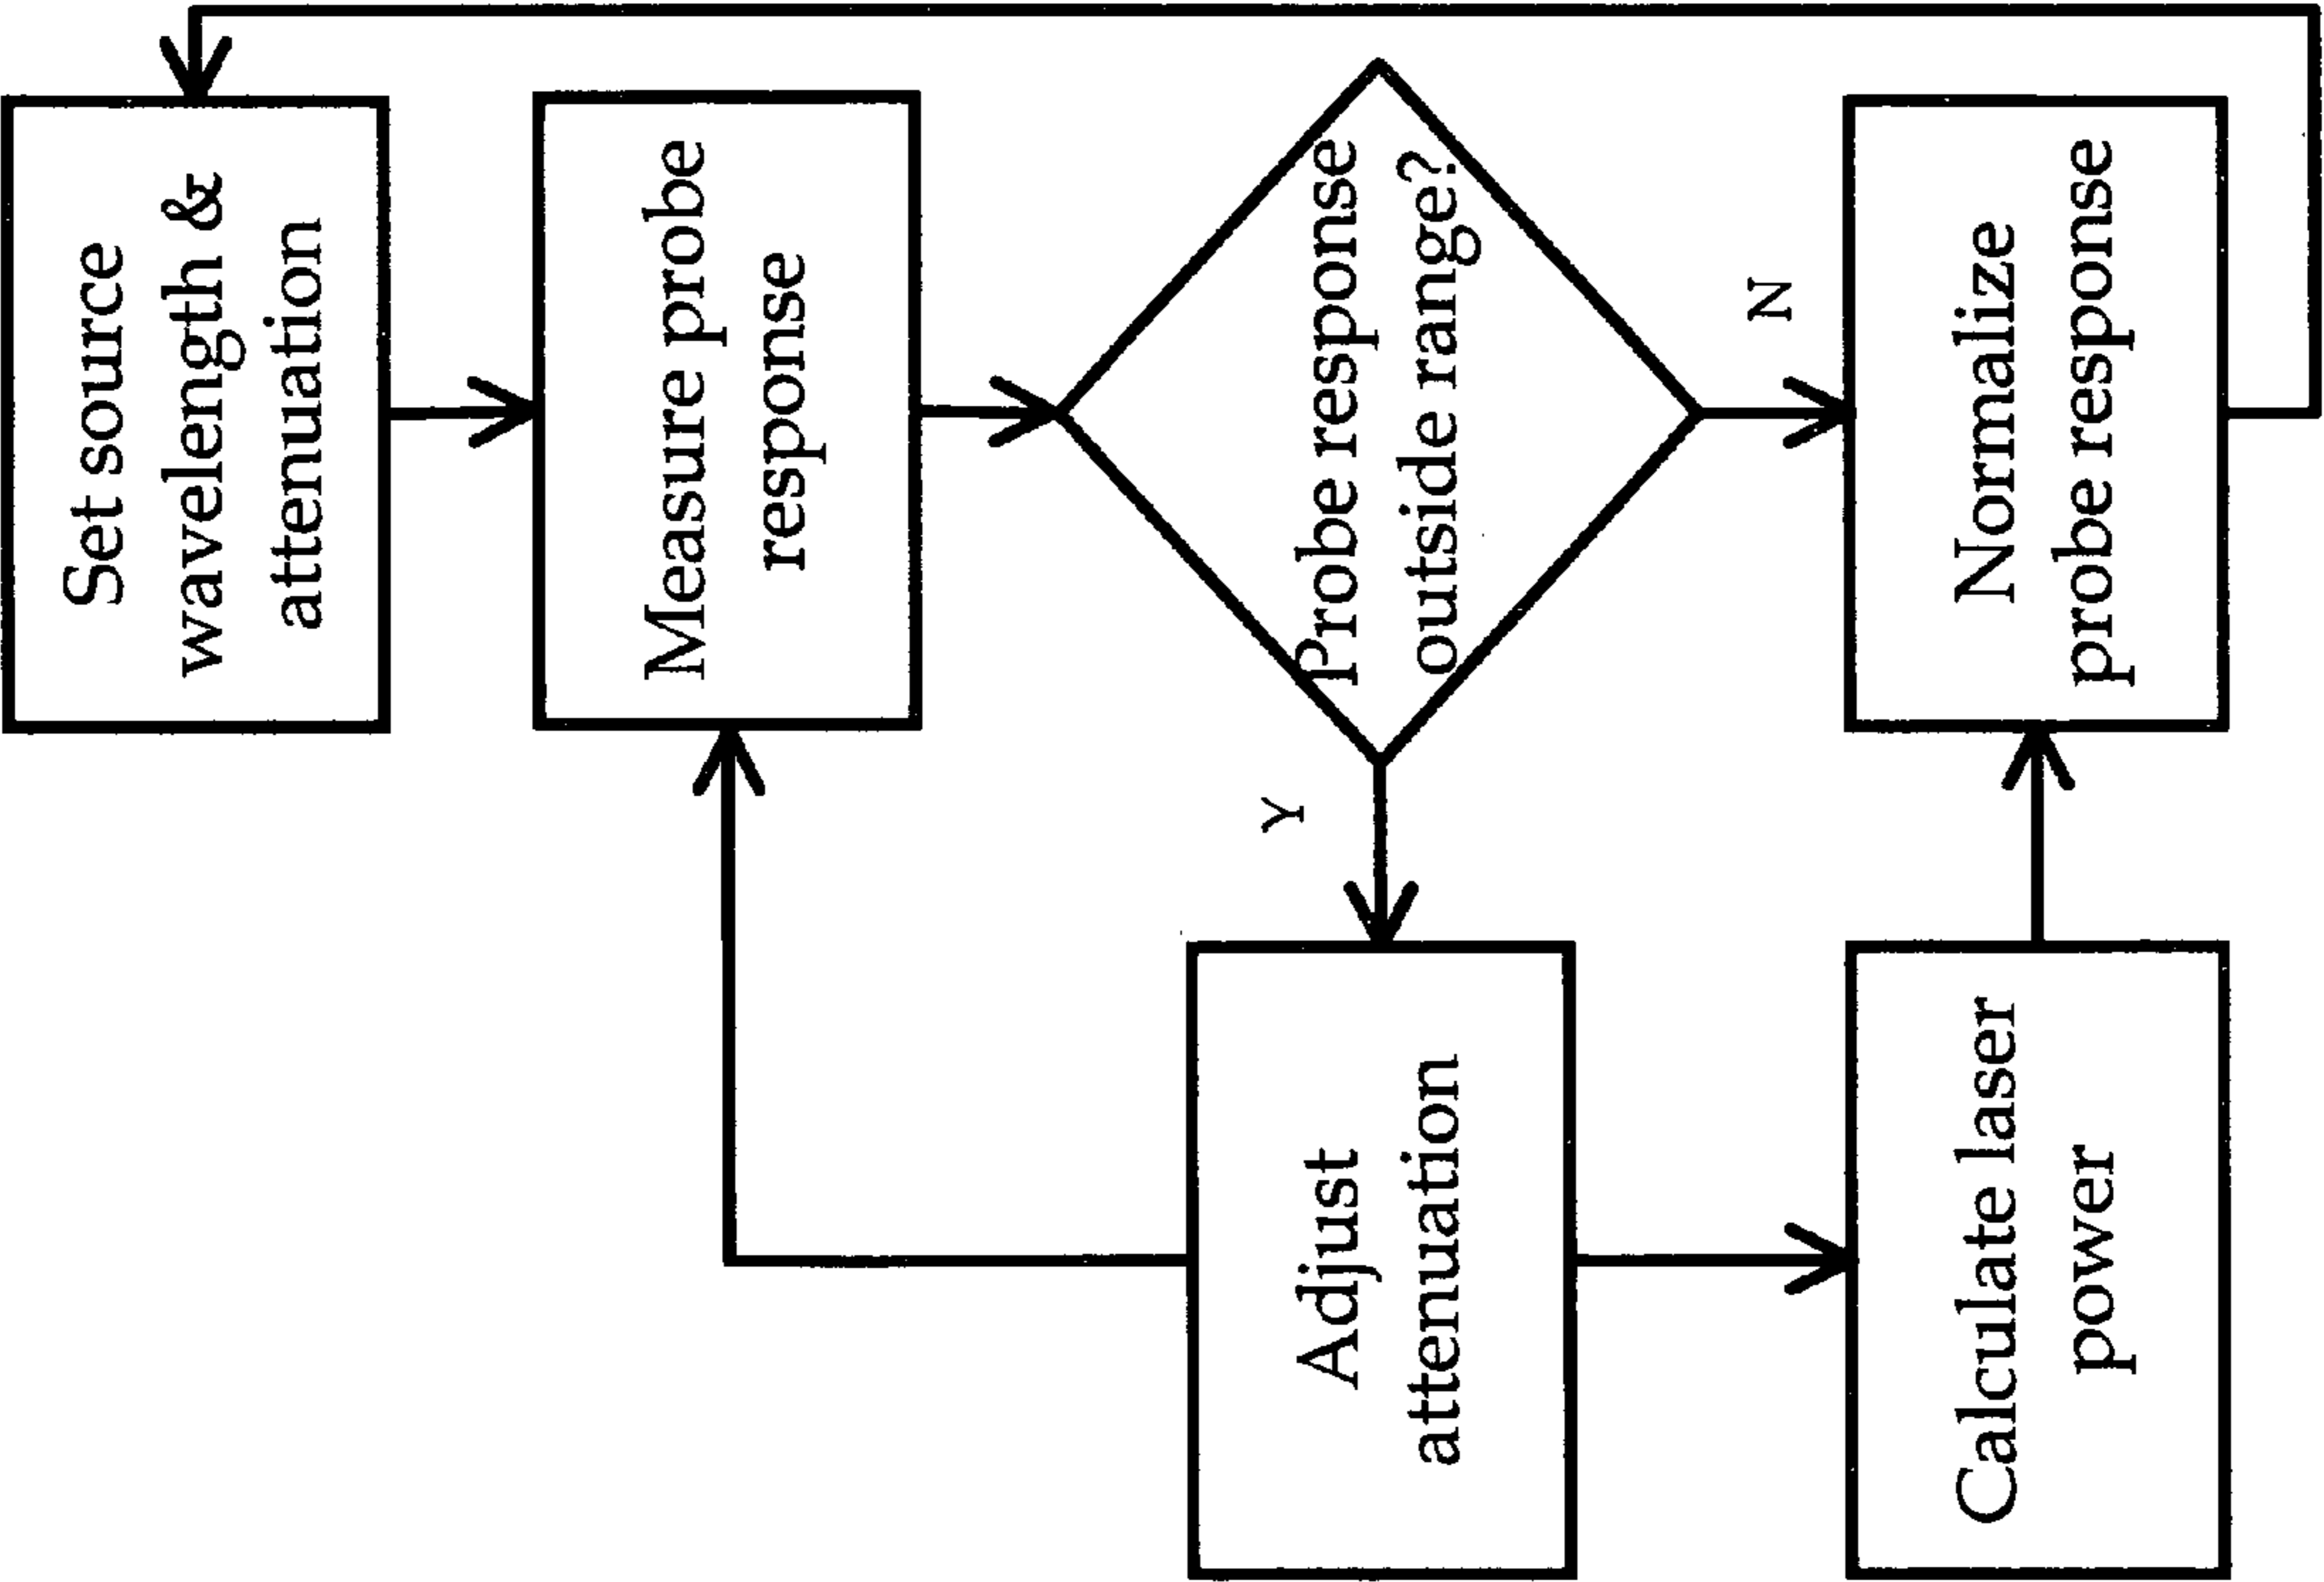 Set source
wavelength &
attenuation
Measure probe
response
Probe response
outside range?
Y
N
Adjust
attenuation
Normalize
probe response
Calculate laser
power